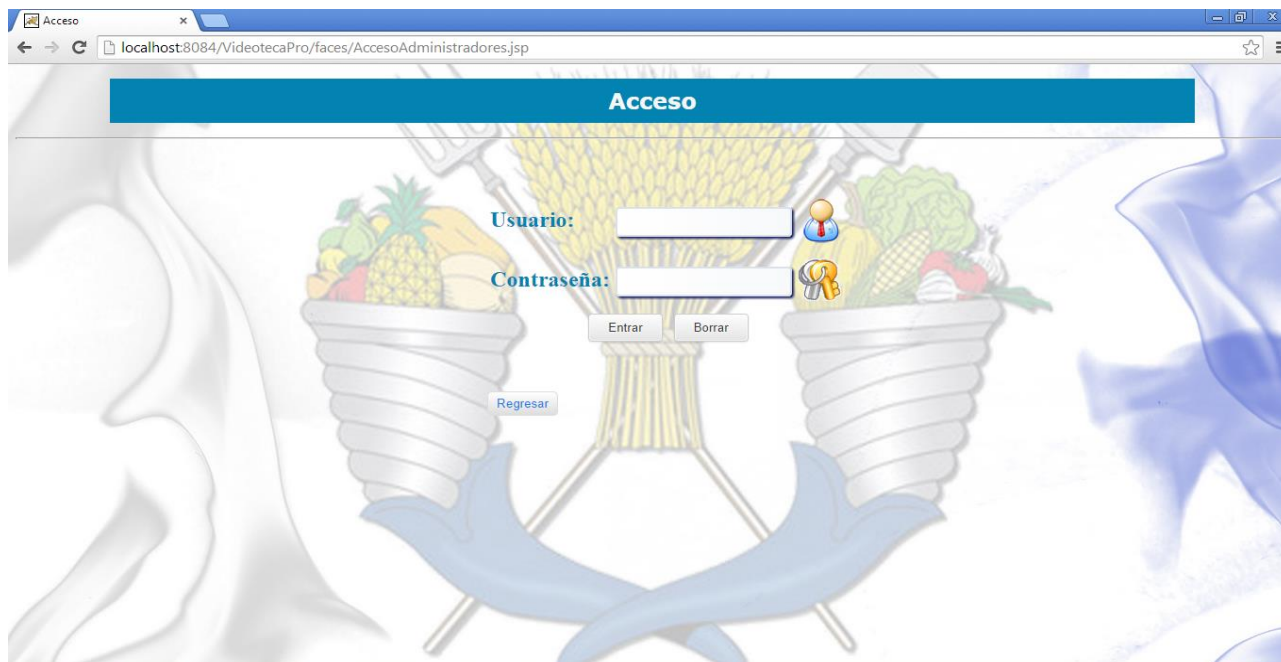 Acceso
localhost:8084/VideotecaPro/faces/AccesoAdministradores.jsp
Acceso
Usuario:
Contraseña:
Entrar Borrar
Regresar